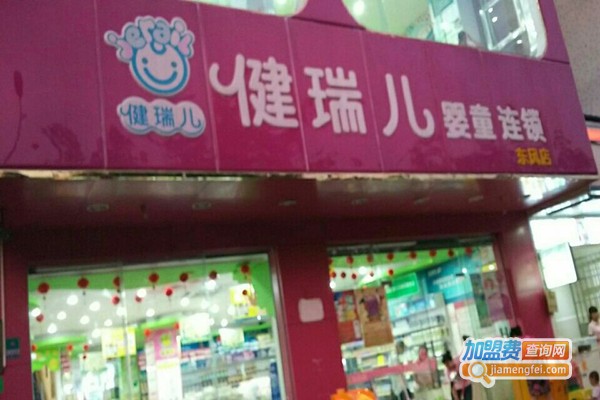 jerail
健瑞儿
健瑞儿 婴童连锁
东风店
加盟费查询网
jiamengfei.com